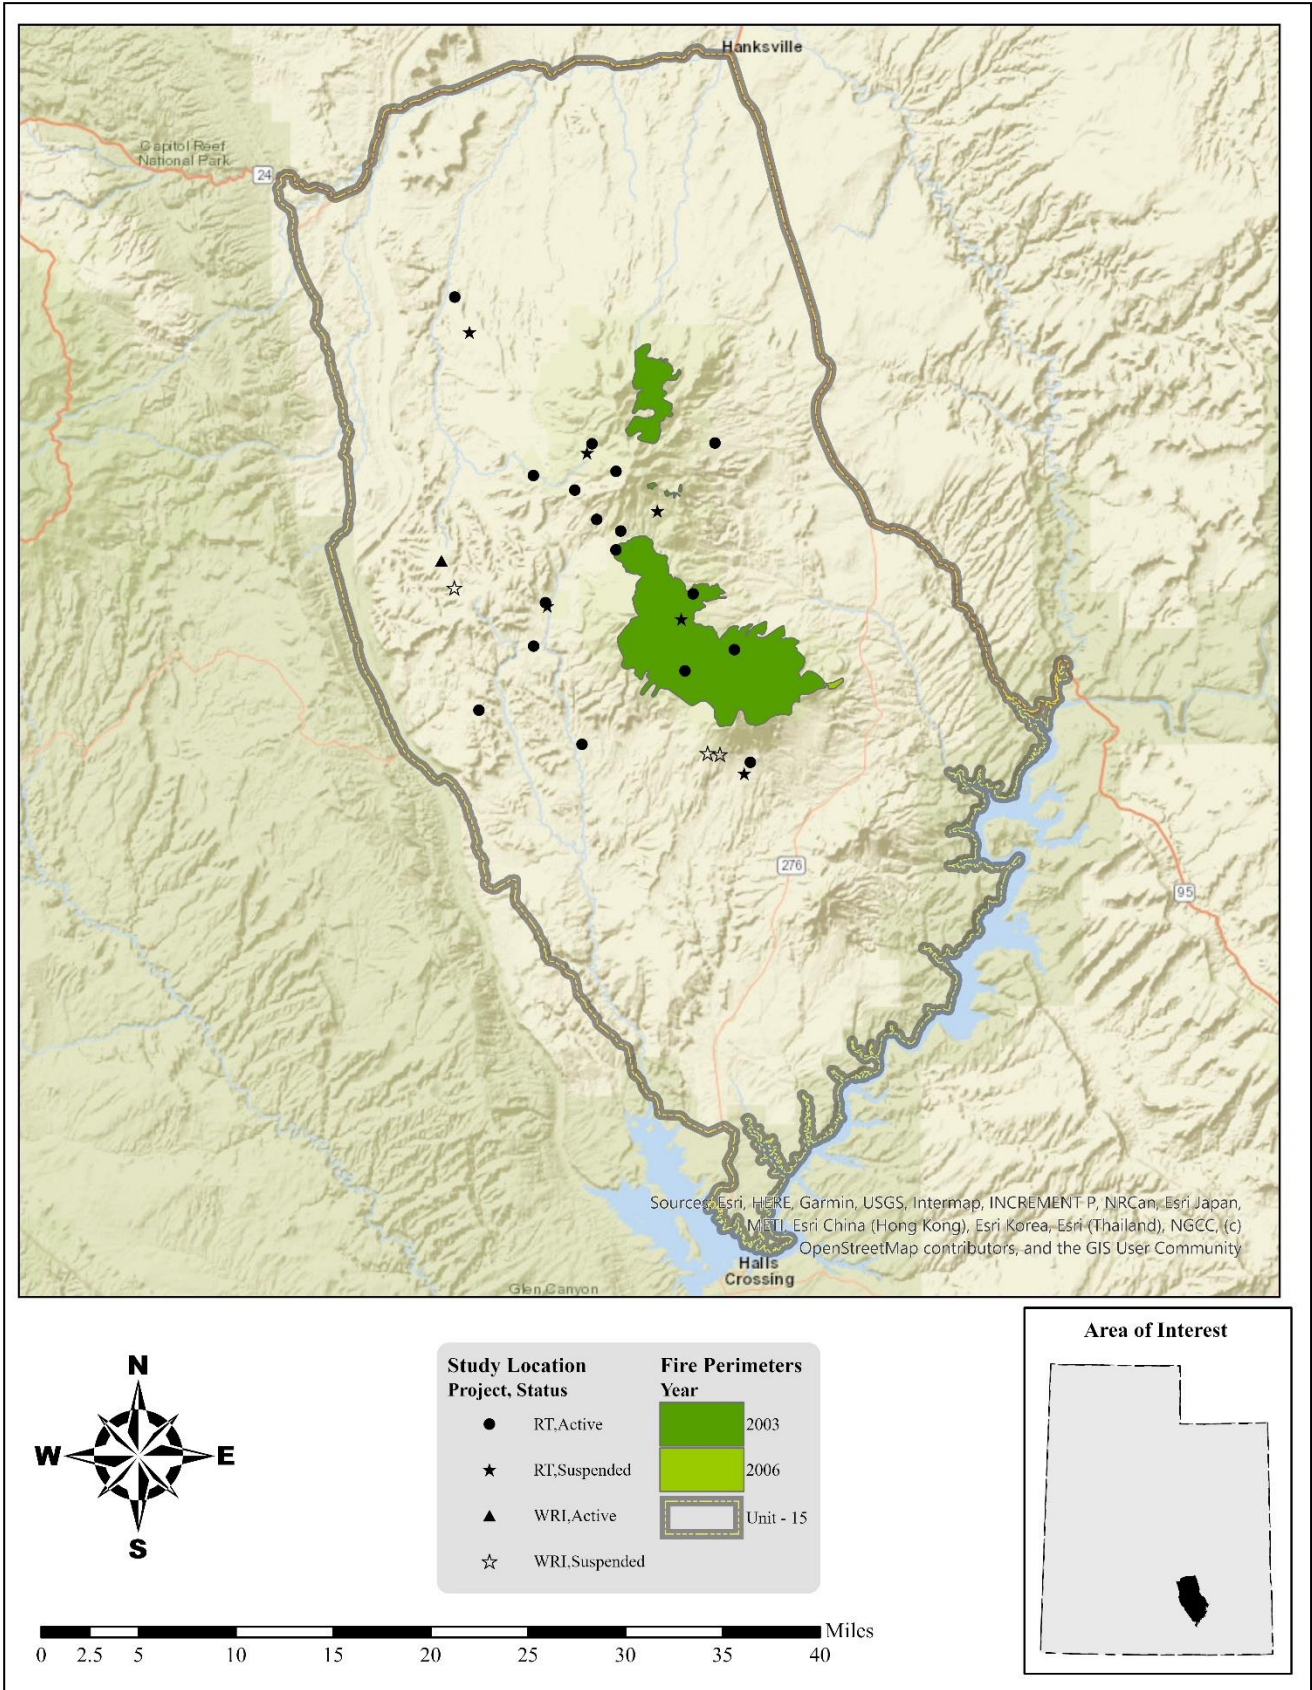 Hanksville
Capitol Reef
National Park
24
276
95
Sources: Esri, HERE, Garmin, USGS, Intermap, INCREMENT P, NRCan, Esri Japan,
METI, Esri China (Hong Kong), Esri Korea, Esri (Thailand), NGCC, (c)
OpenStreetMap contributors, and the GIS User Community
Halls
Crossing
Glen Canyon
N
W
E
S
Study Location
Project, Status
RT,Active
RT,Suspended
WRI,Active
WRI,Suspended
Fire Perimeters
Year
2003
2006
Unit - 15
Area of Interest
Miles
0 2.5 5 10 15 20 25 30 35 40